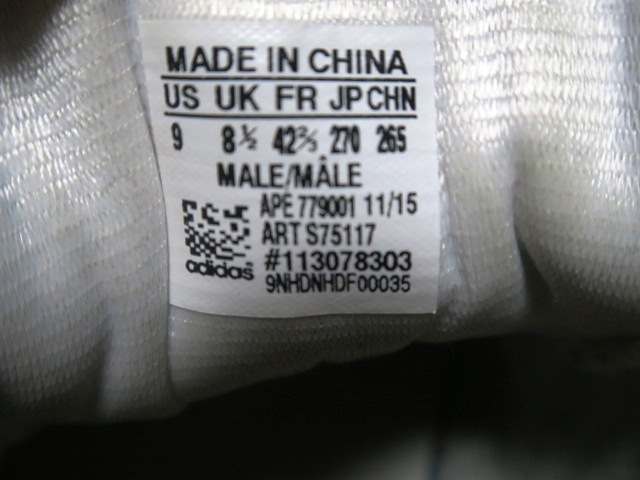 MADE IN CHINA
US UK FR JP CHN
9 8½ 42⅔ 270 265
MALE/MÂLE
APE 779001 11/15
ART S75117
#113078303
adidas
9NHDNHDF00035